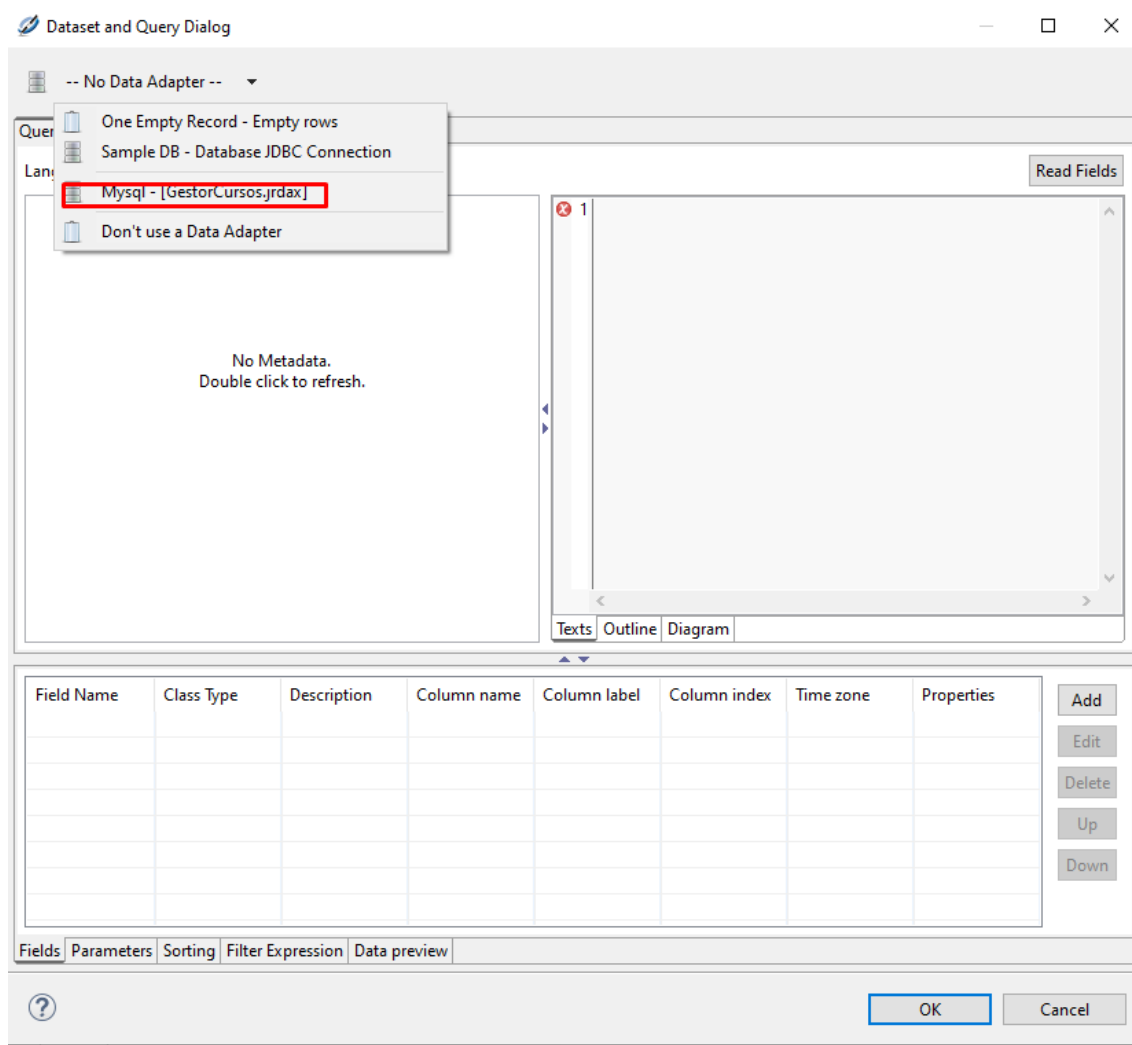 Dataset and Query Dialog
-- No Data Adapter --
One Empty Record - Empty rows
Sample DB - Database JDBC Connection
Mysql - [GestorCursos.jrdax]
Don't use a Data Adapter
Quer
Lan
Read Fields
1
No Metadata.
Double click to refresh.
Texts Outline Diagram
Field Name Class Type Description Column name Column label Column index Time zone Properties
Add
Edit
Delete
Up
Down
Fields Parameters Sorting Filter Expression Data preview
? OK Cancel